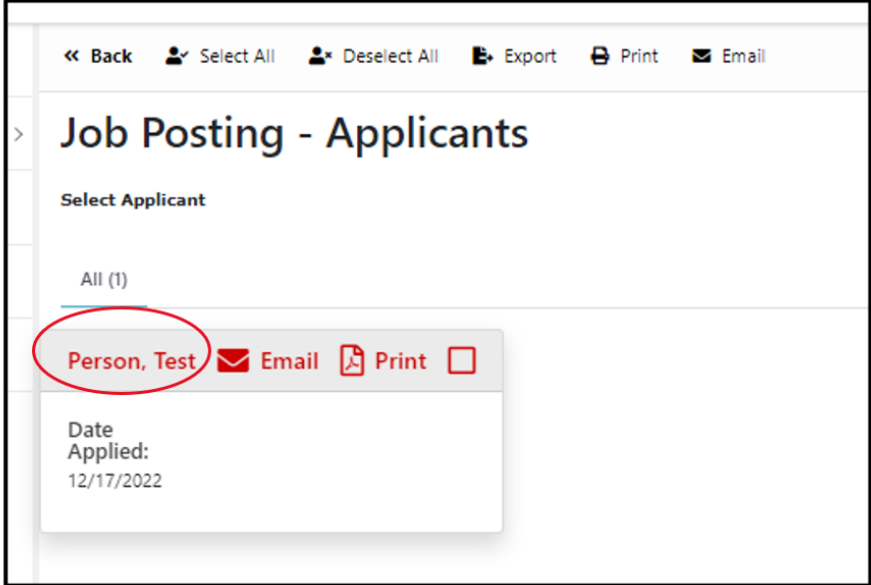 Back Select All Deselect All Export Print Email
Job Posting - Applicants
Select Applicant
All (1)
Person, Test Email Print
Date
Applied:
12/17/2022